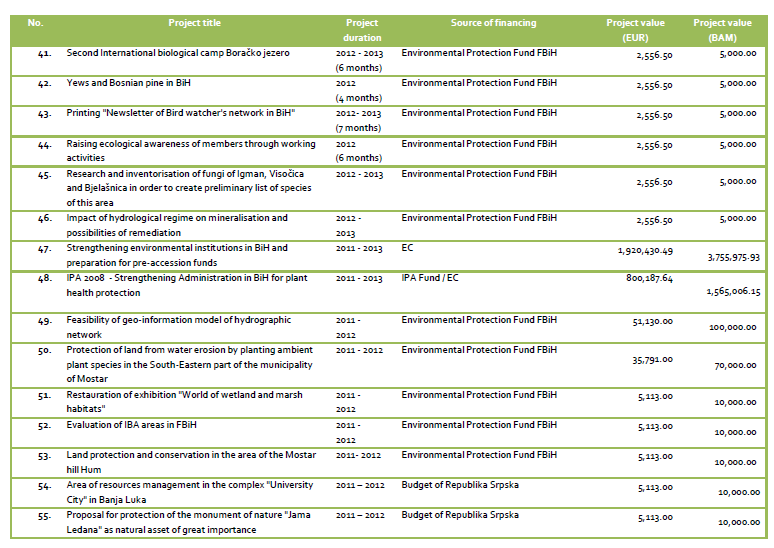 No. Project title Project duration Source of financing Project value (EUR) Project value (BAM)
41. Second International biological camp Boračko jezero 2012 - 2013 Environmental Protection Fund FBiH 2,556.50 5,000.00
(6 months)
42. Yews and Bosnian pine in BiH 2012 Environmental Protection Fund FBiH 2,556.50 5,000.00
(4 months)
43. Printing "Newsletter of Bird watcher's network in BiH" 2012- 2013 Environmental Protection Fund FBiH 2,556.50 5,000.00
(7 months)
44. Raising ecological awareness of members through working 2012 Environmental Protection Fund FBiH 2,556.50 5,000.00
activities (6 months)
45. Research and inventorisation of fungi of Igman, Visočica 2012 - 2013 Environmental Protection Fund FBiH
and Bjelašnica in order to create preliminary list of species 2,556.50 5,000.00
of this area
46. Impact of hydrological regime on mineralisation and 2012 - Environmental Protection Fund FBiH 2,556.50 5,000.00
possibilities of remediation 2013
47. Strengthening environmental institutions in BiH and 2011 - 2013 EC 1,920,430.49
preparation for pre-accession funds 3,755,975.93
48. IPA 2008 - Strengthening Administration in BiH for plant 2011 - 2013 IPA Fund / EC 800,187.64
health protection 1,565,006.15
49. Feasibility of geo-information model of hydrographic 2011 - Environmental Protection Fund FBiH 51,130.00 100,000.00
network 2012
50. Protection of land from water erosion by planting ambient 2011 - 2012 Environmental Protection Fund FBiH
plant species in the South-Eastern part of the municipality 35,791.00 70,000.00
of Mostar
51. Restauration of exhibition "World of wetland and marsh 2011 - Environmental Protection Fund FBiH 5,113.00 10,000.00
habitats" 2012
52. Evaluation of IBA areas in FBiH 2011 - Environmental Protection Fund FBiH 5,113.00 10,000.00
2012
53. Land protection and conservation in the area of the Mostar 2011- 2012 Environmental Protection Fund FBiH 5,113.00 10,000.00
hill Hum
54. Area of resources management in the complex "University 2011 – 2012 Budget of Republika Srpska 5,113.00 10,000.00
City" in Banja Luka
55. Proposal for protection of the monument of nature "Jama 2011 – 2012 Budget of Republika Srpska 5,113.00 10,000.00
Ledana" as natural asset of great importance